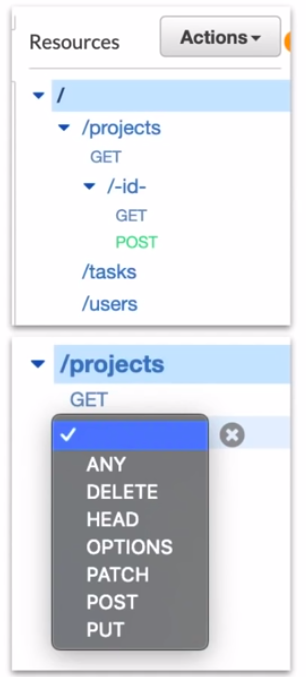 Resources Actions
/
/projects
GET
/-id-
GET
POST
/tasks
/users
/projects
GET
ANY
DELETE
HEAD
OPTIONS
PATCH
POST
PUT